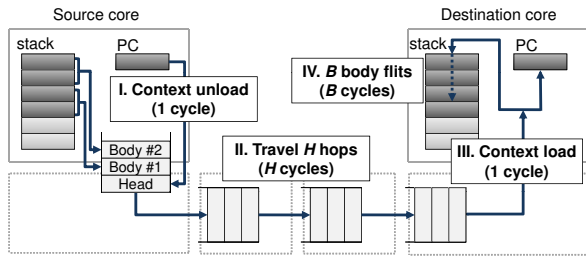 Source core
Destination core
stack
PC
stack
PC
I. Context unload
(1 cycle)
IV. B body flits
(B cycles)
Body #2
Body #1
Head
II. Travel H hops
(H cycles)
III. Context load
(1 cycle)